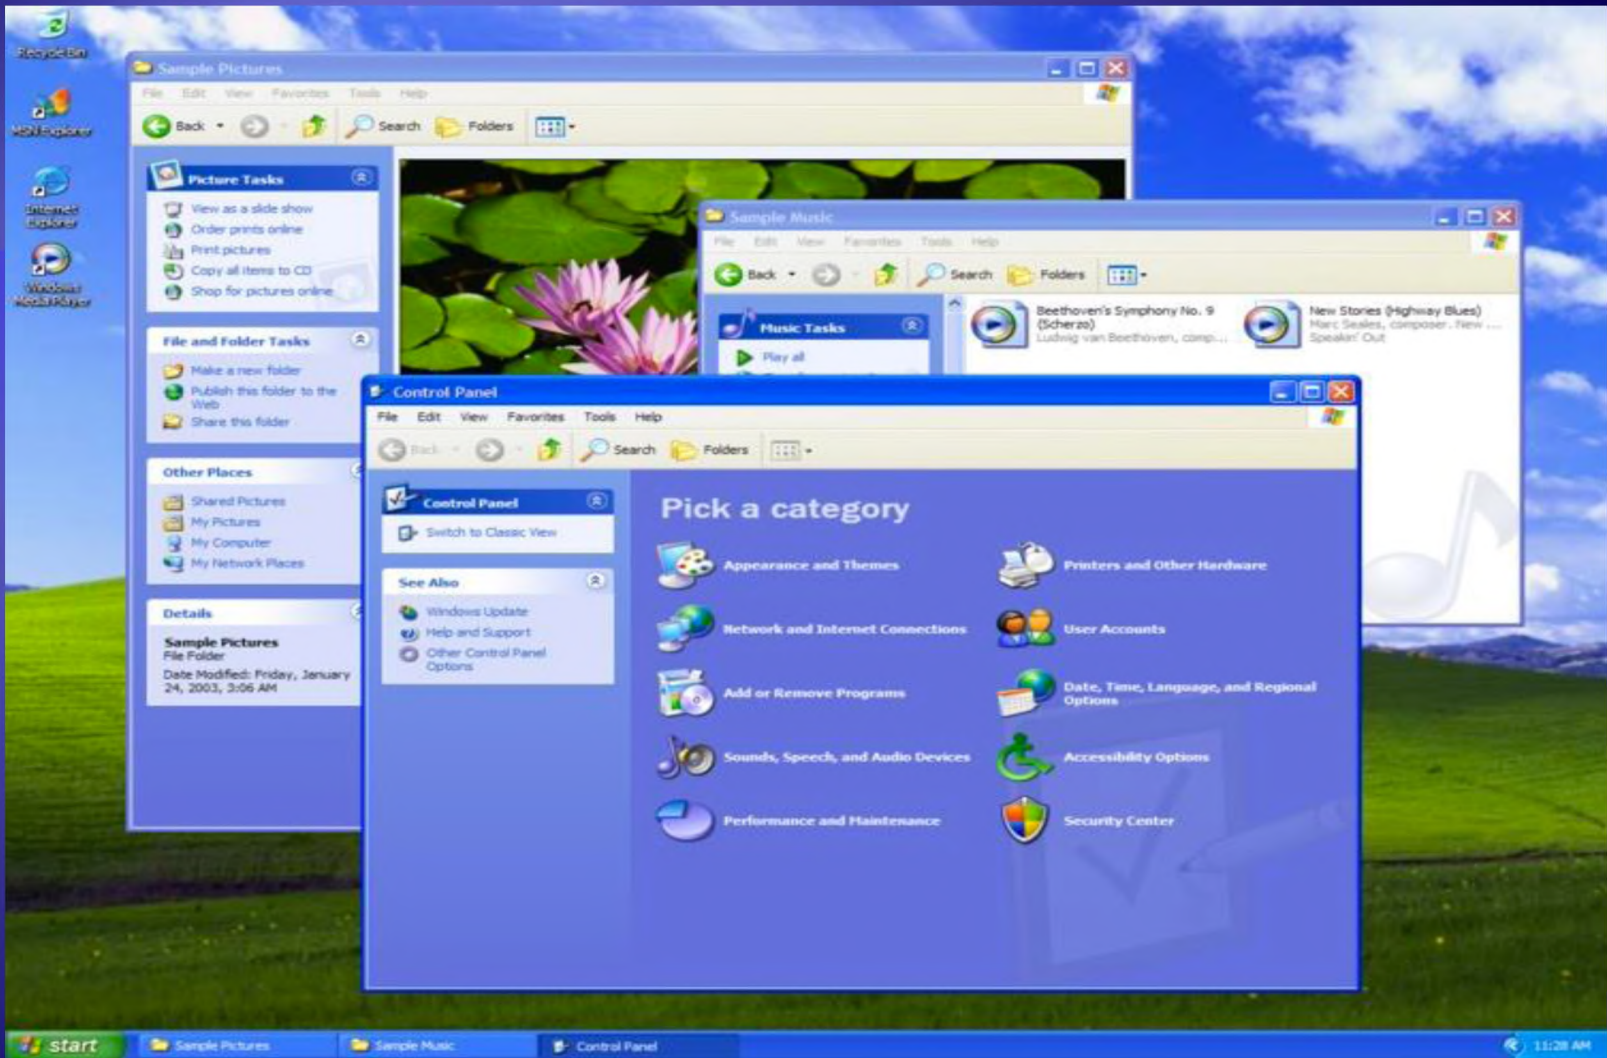 Recycle Bin
MSN Explorer
Internet
Explorer
Windows
Media Player
Sample Pictures
File Edit View Favorites Tools Help
Back Search Folders
Picture Tasks
View as a slide show
Order prints online
Print pictures
Copy all items to CD
Shop for pictures online
File and Folder Tasks
Make a new folder
Publish this folder to the
Web
Share this folder
Other Places
Shared Pictures
My Pictures
My Computer
My Network Places
Details
Sample Pictures
File Folder
Date Modified: Friday, January
24, 2003, 3:06 AM
Sample Music
File Edit View Favorites Tools Help
Back Search Folders
Music Tasks
Play all
Beethoven's Symphony No. 9
(Scherzo)
Ludwig van Beethoven, comp...
New Stories (Highway Blues)
Marc Seales, composer. New ...
Speakin' Out
Control Panel
File Edit View Favorites Tools Help
Back Search Folders
Control Panel
Switch to Classic View
See Also
Windows Update
Help and Support
Other Control Panel
Options
Pick a category
Appearance and Themes
Printers and Other Hardware
Network and Internet Connections
User Accounts
Add or Remove Programs
Date, Time, Language, and Regional
Options
Sounds, Speech, and Audio Devices
Accessibility Options
Performance and Maintenance
Security Center
start Sample Pictures Sample Music Control Panel 11:28 AM